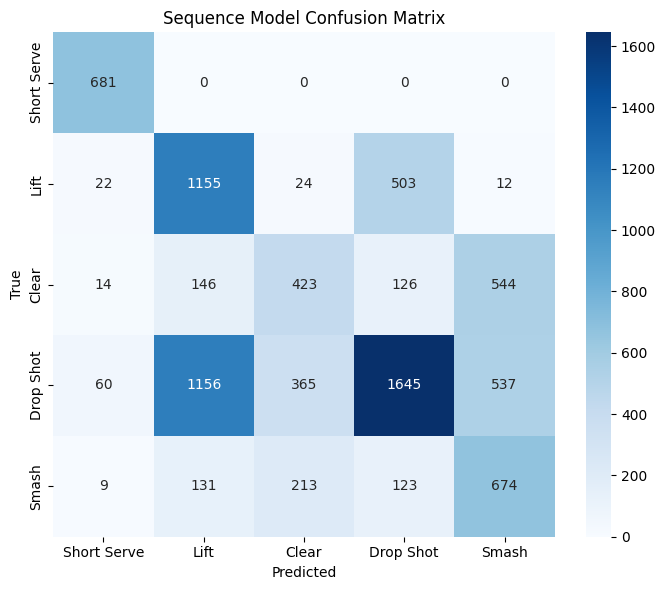 Sequence Model Confusion Matrix
Short Serve 681 0 0 0 0
Lift 22 1155 24 503 12
Clear 14 146 423 126 544
Drop Shot 60 1156 365 1645 537
Smash 9 131 213 123 674
True
Short Serve Lift Clear Drop Shot Smash
Predicted
1600
1400
1200
1000
800
600
400
200
0